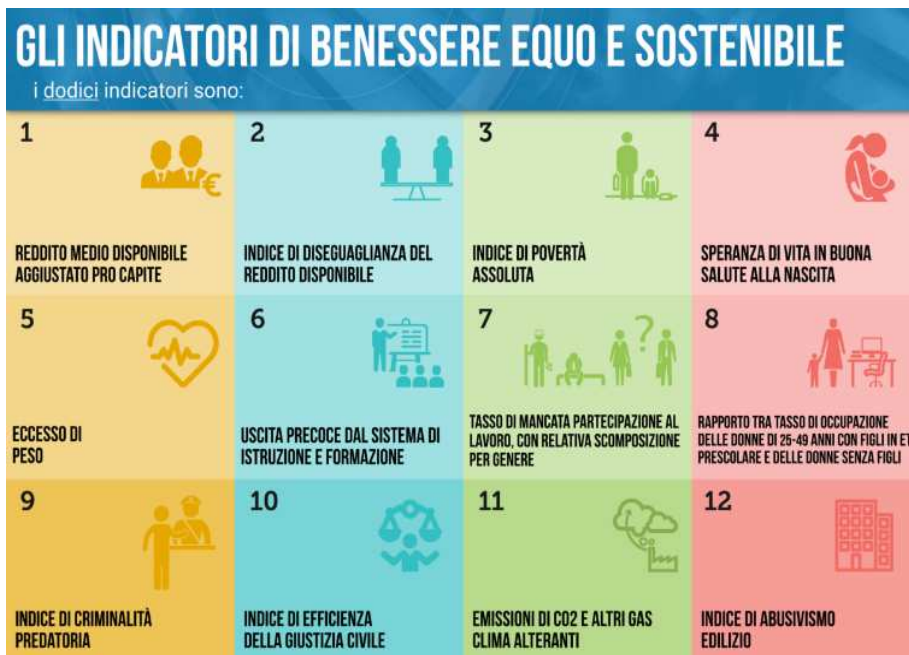 GLI INDICATORI DI BENESSERE EQUO E SOSTENIBILE
i dodici indicatori sono:
1
REDDITO MEDIO DISPONIBILE
AGGIUSTATO PRO CAPITE
2
INDICE DI DISEGUAGLIANZA DEL
REDDITO DISPONIBILE
3
INDICE DI POVERTÀ
ASSOLUTA
4
SPERANZA DI VITA IN BUONA
SALUTE ALLA NASCITA
5
ECCESSO DI
PESO
6
USCITA PRECOCE DAL SISTEMA DI
ISTRUZIONE E FORMAZIONE
7
TASSO DI MANCATA PARTECIPAZIONE AL
LAVORO, CON RELATIVA SCOMPOSIZIONE
PER GENERE
8
RAPPORTO TRA TASSO DI OCCUPAZIONE
DELLE DONNE DI 25-49 ANNI CON FIGLI IN ET
PRESCOLARE E DELLE DONNE SENZA FIGLI
9
INDICE DI CRIMINALITÀ
PREDATORIA
10
INDICE DI EFFICIENZA
DELLA GIUSTIZIA CIVILE
11
EMISSIONI DI CO2 E ALTRI GAS
CLIMA ALTERANTI
12
INDICE DI ABUSIVISMO
EDILIZIO